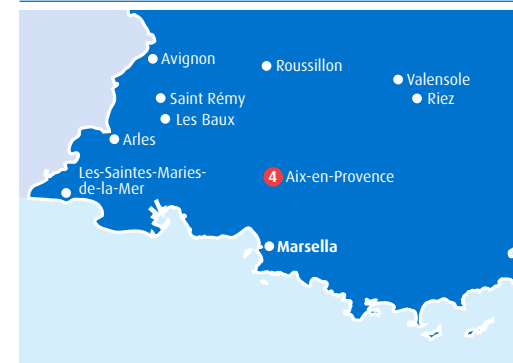 Avignon
Roussillon
Valensole
Saint Rémy
Riez
Les Baux
Arles
Les-Saintes-Maries-
de-la-Mer
4 Aix-en-Provence
Marsella